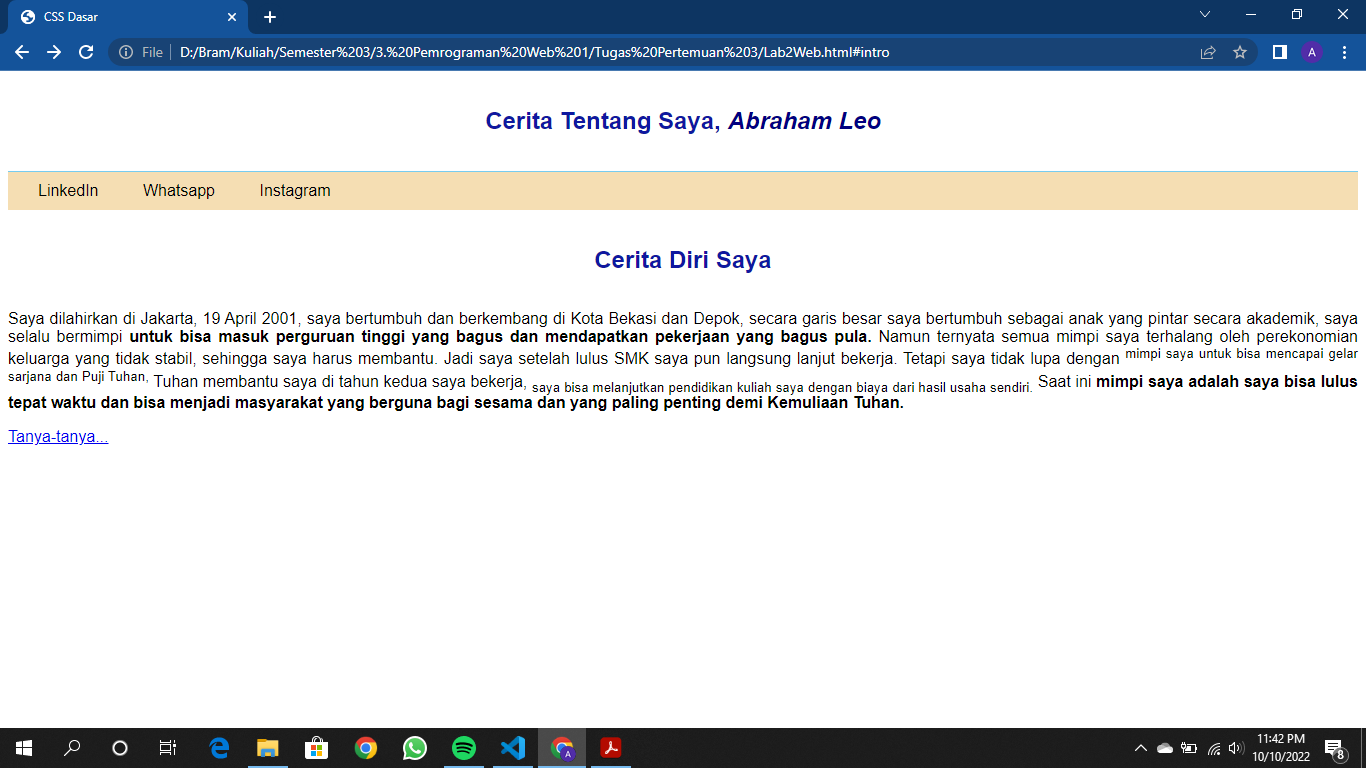 CSS Dasar
File D:/Bram/Kuliah/Semester%203/3.%20Pemrograman%20Web%201/Tugas%20Pertemuan%203/Lab2Web.html#intro
A
Cerita Tentang Saya, Abraham Leo
LinkedIn Whatsapp Instagram
Cerita Diri Saya
Saya dilahirkan di Jakarta, 19 April 2001, saya bertumbuh dan berkembang di Kota Bekasi dan Depok, secara garis besar saya bertumbuh sebagai anak yang pintar secara akademik, saya
selalu bermimpi untuk bisa masuk perguruan tinggi yang bagus dan mendapatkan pekerjaan yang bagus pula. Namun ternyata semua mimpi saya terhalang oleh perekonomian
keluarga yang tidak stabil, sehingga saya harus membantu. Jadi saya setelah lulus SMK saya pun langsung lanjut bekerja. Tetapi saya tidak lupa dengan mimpi saya untuk bisa mencapai gelar
sarjana dan Puji Tuhan, Tuhan membantu saya di tahun kedua saya bekerja, saya bisa melanjutkan pendidikan kuliah saya dengan biaya dari hasil usaha sendiri. Saat ini mimpi saya adalah saya bisa lulus
tepat waktu dan bisa menjadi masyarakat yang berguna bagi sesama dan yang paling penting demi Kemuliaan Tuhan.
Tanya-tanya...
A
11:42 PM
10/10/2022
8